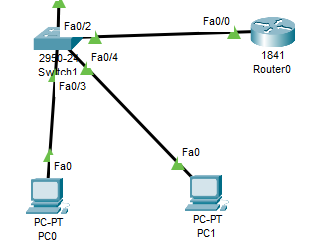 Fa0/2
Fa0/0
2950-24
Switch1
Fa0/4
1841
Router0
Fa0/3
Fa0
Fa0
PC-PT
PC0
PC-PT
PC1